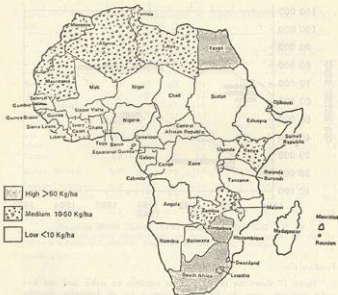 Tunisia
Morocco
Algeria
Libya
Egypt
Mauritania
Mali
Niger
Chad
Sudan
Djibouti
Senegal
Gambia
Guinea-Bissau
Guinea
Sierra Leone
Liberia
Ivory Coast
Upper Volta
Ghana
Togo
Benin
Nigeria
Cameroon
Central African Republic
Ethiopia
Somali Republic
Equatorial Guinea
Gabon
Congo
Zaire
Uganda
Kenya
Rwanda
Burundi
Cabinda
Tanzania
Angola
Zambia
Malawi
Mozambique
Zimbabwe
Madagascar
Mauritius
Reunion
Namibia
Botswana
Swaziland
Lesotho
South Africa
High >50 Kg/ha
Medium 10-50 Kg/ha
Low <10 Kg/ha